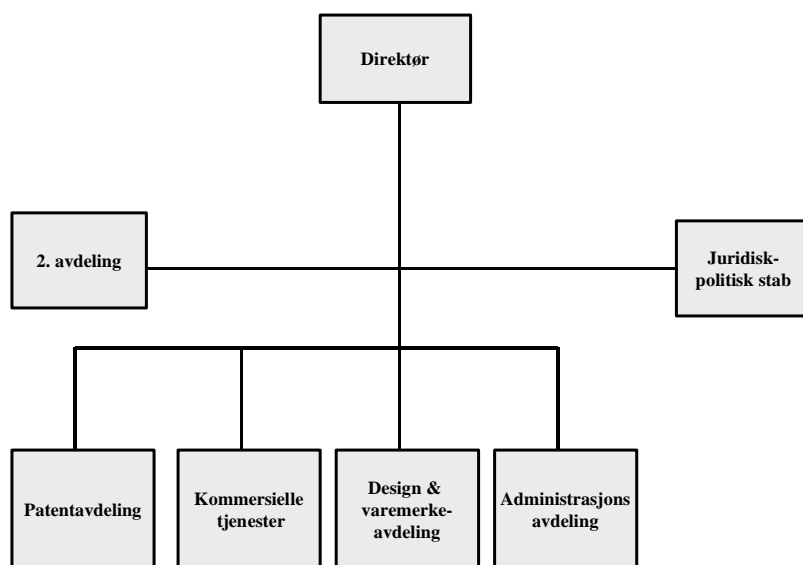 Direktør
2. avdeling
Juridisk-
politisk stab
Patentavdeling
Kommersielle
tjenester
Design &
varemerke-
avdeling
Administrasjons
avdeling